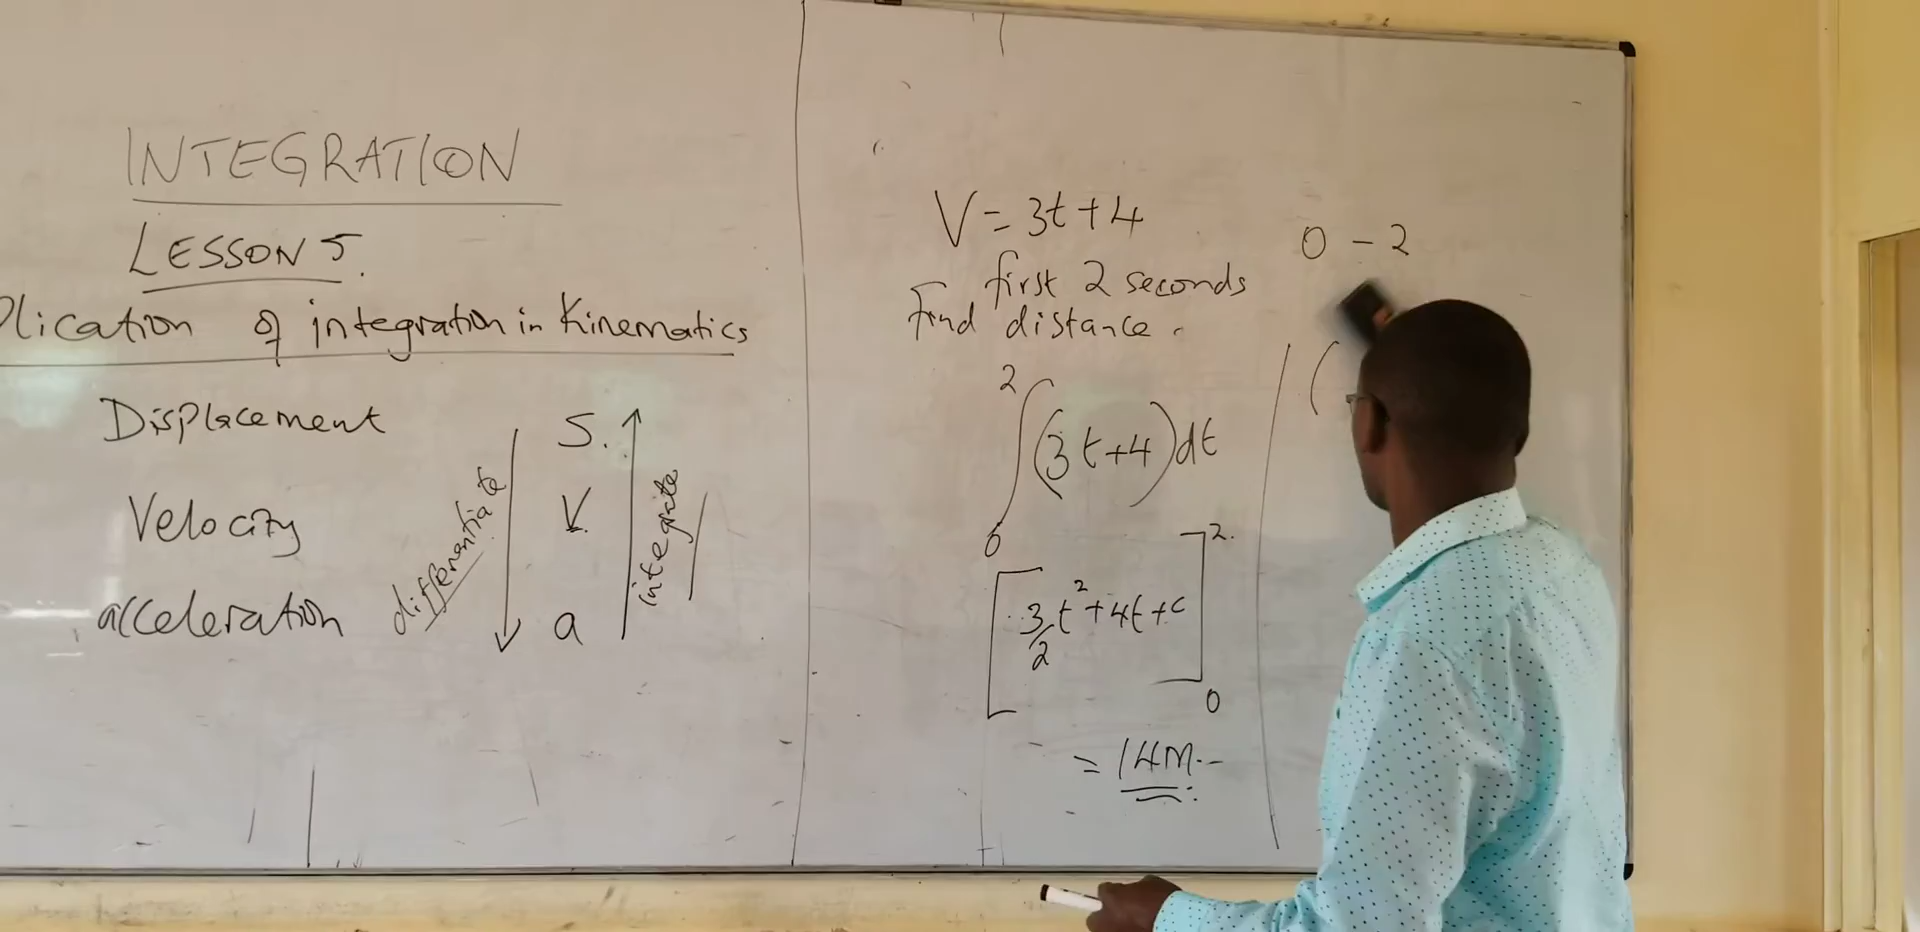 INTEGRATION
LESSON 5.
plication of integration in Kinematics
Displacement S.
Velocity V.
acceleration a
differentiate
integrate
V = 3t + 4
first 2 seconds
Find distance.
0 - 2
2
∫(3t+4)dt
0
[3/2 t² + 4t + c]
2.
0
= 14m.
(